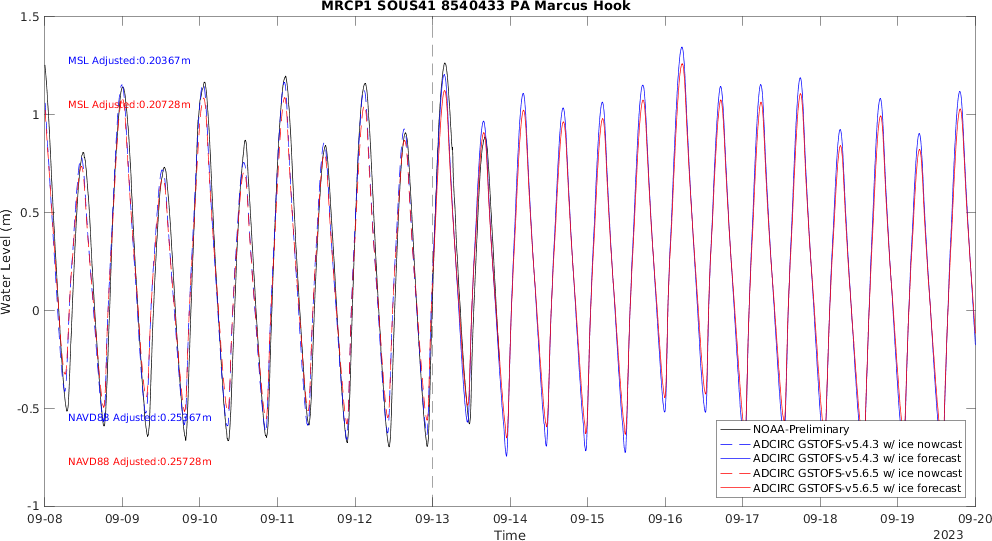 MRCP1 SOUS41 8540433 PA Marcus Hook
1.5
MSL Adjusted:0.20367m
MSL Adjusted:0.20728m
1
0.5
Water Level (m)
0
-0.5
NAVD88 Adjusted:0.25367m
NAVD88 Adjusted:0.25728m
-1
NOAA-Preliminary
ADCIRC GSTOFS-v5.4.3 w/ ice nowcast
ADCIRC GSTOFS-v5.4.3 w/ ice forecast
ADCIRC GSTOFS-v5.6.5 w/ ice nowcast
ADCIRC GSTOFS-v5.6.5 w/ ice forecast
09-08 09-09 09-10 09-11 09-12 09-13 09-14 09-15 09-16 09-17 09-18 09-19 09-20
Time
2023